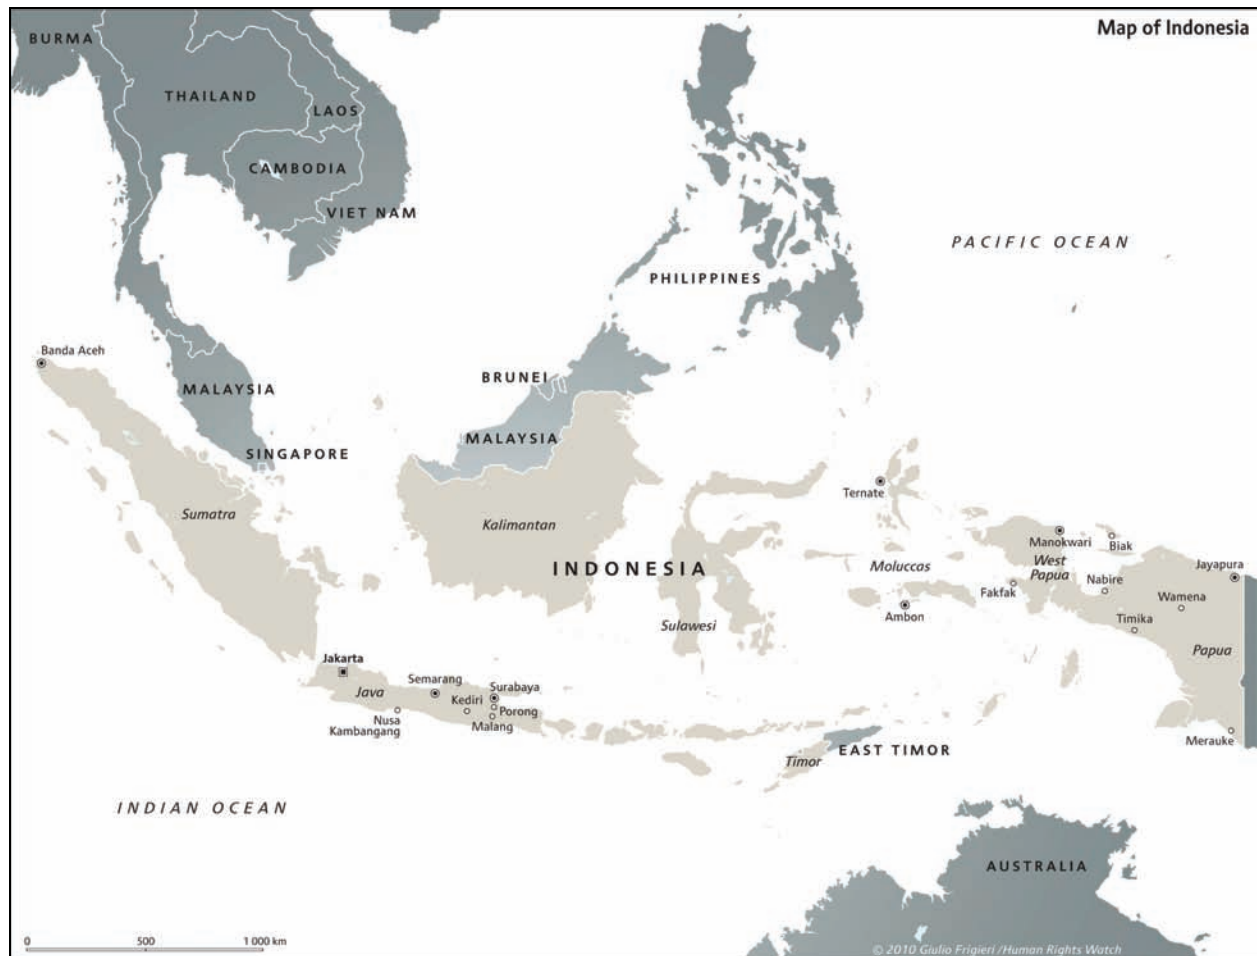 Map of Indonesia
BURMA
THAILAND
LAOS
CAMBODIA
VIET NAM
PACIFIC OCEAN
PHILIPPINES
Banda Aceh
MALAYSIA
BRUNEI
MALAYSIA
SINGAPORE
Sumatra
Kalimantan
Ternate
Manokwari
Biak
INDONESIA
Moluccas
West
Papua
Jayapura
Fakfak
Nabire
Wamena
Ambon
Timika
Sulawesi
Papua
Jakarta
Java
Semarang
Surabaya
Kediri
Porong
Nusa
Kambangang
Malang
Merauke
EAST TIMOR
Timor
INDIAN OCEAN
AUSTRALIA
0 500 1 000 km
© 2010 Giulio Frigieri /Human Rights Watch